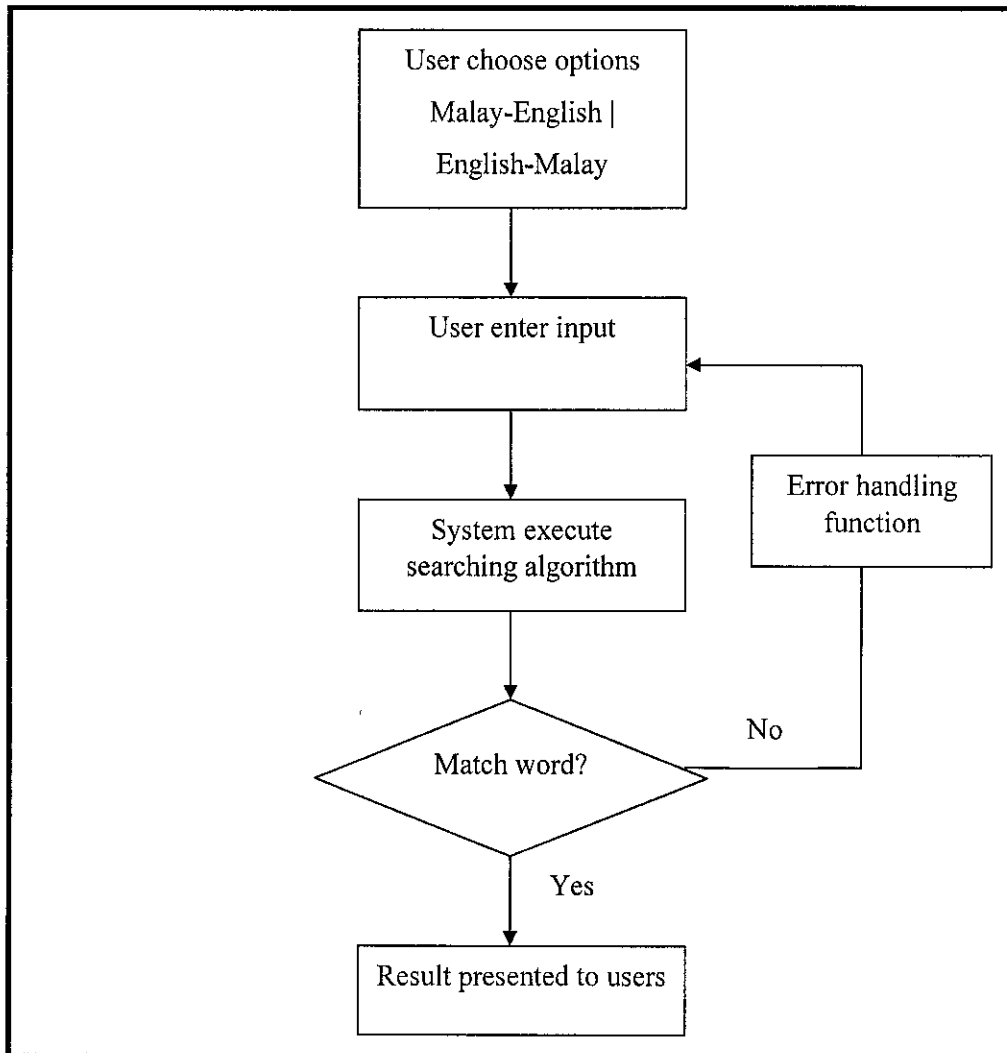 User choose options
Malay-English |
English-Malay
User enter input
Error handling
function
System execute
searching algorithm
No
Match word?
Yes
Result presented to users